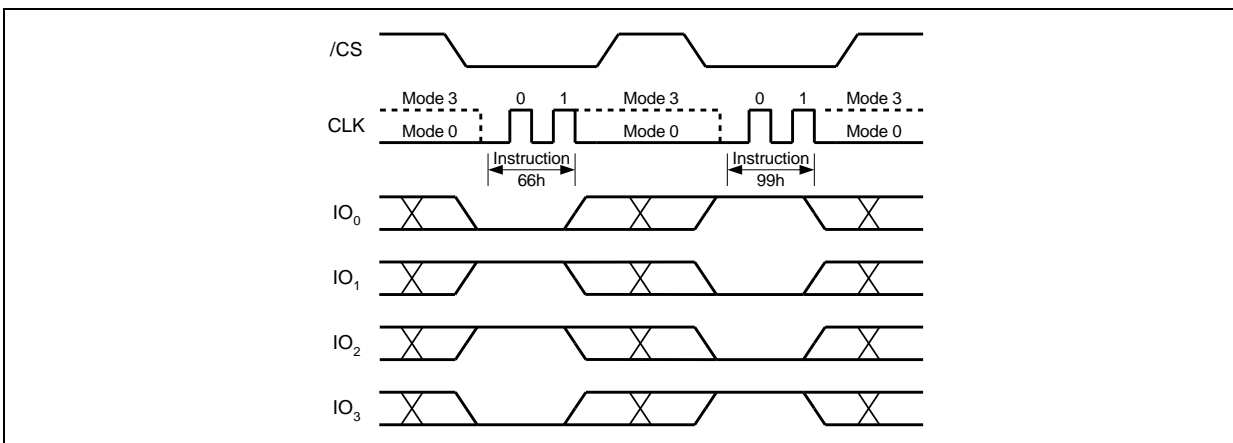 /CS
Mode 3 0 1 Mode 3 0 1 Mode 3
CLK Mode 0 Mode 0 Mode 0
Instruction Instruction
66h 99h
IO0
IO1
IO2
IO3